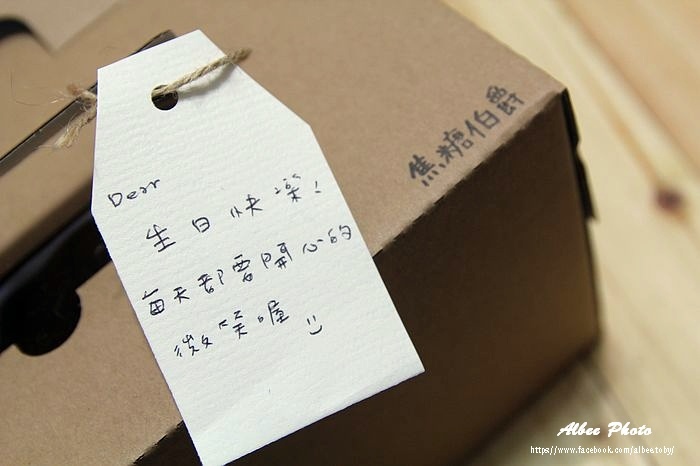 Dear
生日快樂!
每天都要開心的
微笑喔 :)
焦糖伯爵
Albee Photo
https://www.facebook.com/albeetoby/